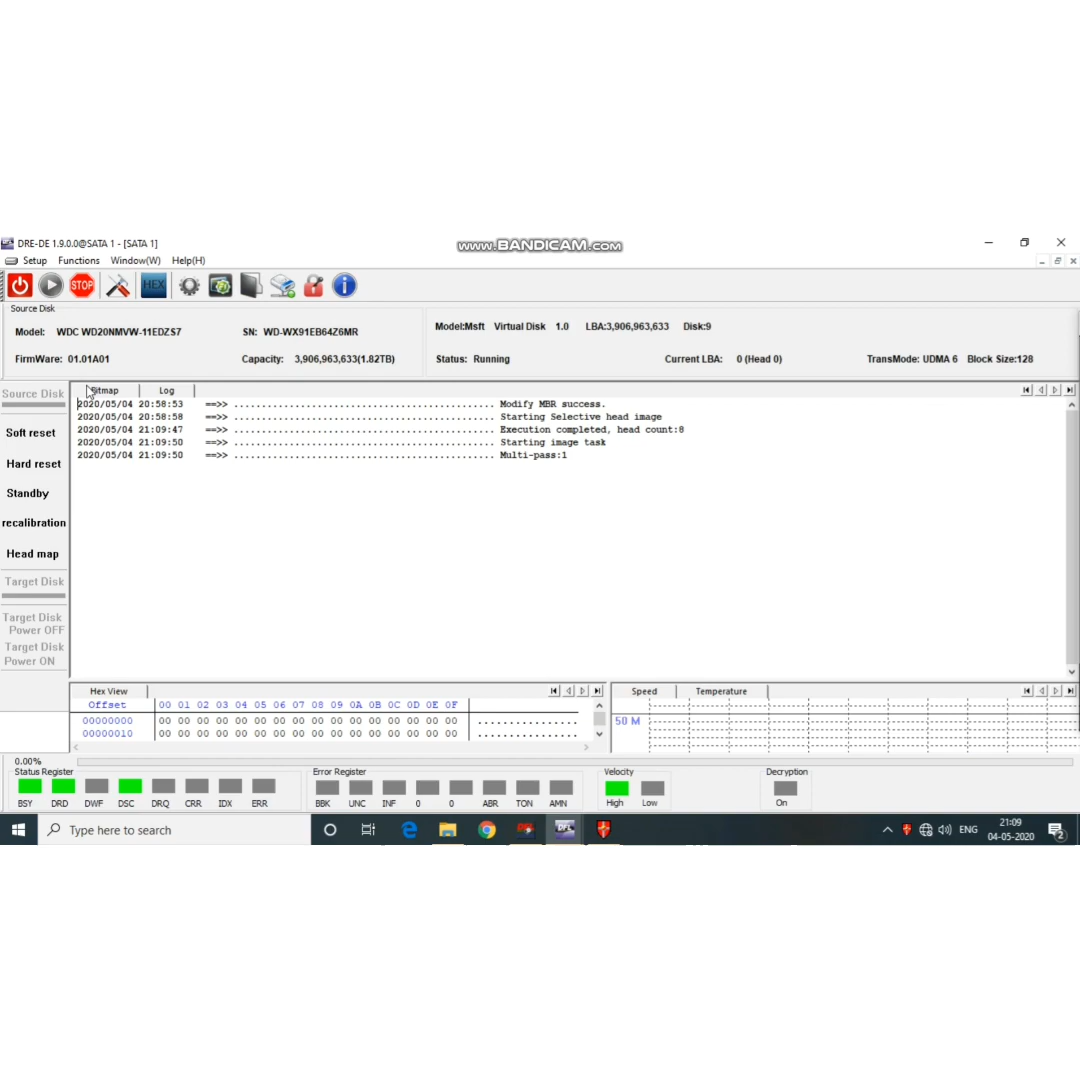 DRE-DE 1.9.0.0@SATA 1 - [SATA 1]
www.BANDICAM.com
Setup Functions Window(W) Help(H)
STOP HEX
Source Disk
Model: WDC WD20NMVW-11EDZS7 SN: WD-WX91EB64Z6MR
Model:Msft Virtual Disk 1.0 LBA:3,906,963,633 Disk:9
FirmWare: 01.01A01 Capacity: 3,906,963,633(1.82TB)
Status: Running Current LBA: 0 (Head 0) TransMode: UDMA 6 Block Size:128
Source Disk
Soft reset
Hard reset
Standby
recalibration
Head map
Target Disk
Target Disk
Power OFF
Target Disk
Power ON
Bitmap Log
2020/05/04 20:58:53 ==>> ............................................... Modify MBR success.
2020/05/04 20:58:58 ==>> ............................................... Starting Selective head image
2020/05/04 21:09:47 ==>> ............................................... Execution completed, head count:8
2020/05/04 21:09:50 ==>> ............................................... Starting image task
2020/05/04 21:09:50 ==>> ............................................... Multi-pass:1
Hex View
Offset 00 01 02 03 04 05 06 07 08 09 0A 0B 0C 0D 0E 0F
00000000 00 00 00 00 00 00 00 00 00 00 00 00 00 00 00 00 ................
00000010 00 00 00 00 00 00 00 00 00 00 00 00 00 00 00 00 ................
Speed Temperature
50 M
0.00%
Status Register
BSY DRD DWF DSC DRQ CRR IDX ERR
Error Register
BBK UNC INF 0 0 ABR TON AMN
Velocity
High Low
Decryption
On
Type here to search
DFL
ENG
21:09
04-05-2020
2